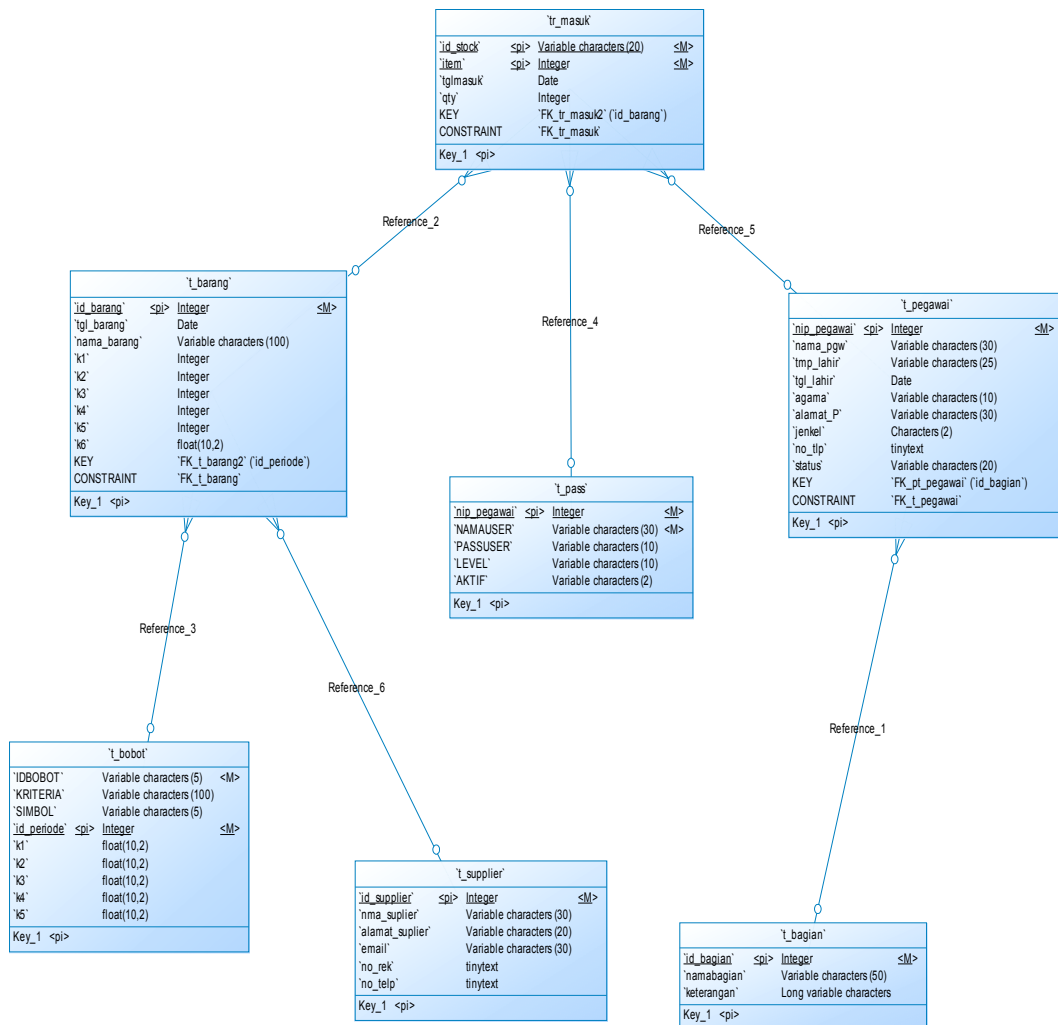 `tr_masuk`
`id_stock` <pi> Variable characters (20) <M>
`item` <pi> Integer <M>
`tglmasuk` Date
`qty` Integer
KEY `FK_tr_masuk2` (`id_barang`)
CONSTRAINT `FK_tr_masuk`
Key_1 <pi>
Reference_2
Reference_5
Reference_4
`t_barang`
`id_barang` <pi> Integer <M>
`tgl_barang` Date
`nama_barang` Variable characters (100)
`k1` Integer
`k2` Integer
`k3` Integer
`k4` Integer
`k5` Integer
`k6` float(10,2)
KEY `FK_t_barang2` (`id_periode`)
CONSTRAINT `FK_t_barang`
Key_1 <pi>
`t_pegawai`
`nip_pegawai` <pi> Integer <M>
`nama_pgw` Variable characters (30)
`tmp_lahir` Variable characters (25)
`tgl_lahir` Date
`agama` Variable characters (10)
`alamat_P` Variable characters (30)
`jenkel` Characters (2)
`no_tlp` tinytext
`status` Variable characters (20)
KEY `FK_pt_pegawai` (`id_bagian`)
CONSTRAINT `FK_t_pegawai`
Key_1 <pi>
`t_pass`
`nip_pegawai` <pi> Integer <M>
`NAMAUSER` Variable characters (30) <M>
`PASSUSER` Variable characters (10)
`LEVEL` Variable characters (10)
`AKTIF` Variable characters (2)
Key_1 <pi>
Reference_3
Reference_6
Reference_1
`t_bobot`
`IDBOBOT` Variable characters (5) <M>
`KRITERIA` Variable characters (100)
`SIMBOL` Variable characters (5)
`id_periode` <pi> Integer <M>
`k1` float(10,2)
`k2` float(10,2)
`k3` float(10,2)
`k4` float(10,2)
`k5` float(10,2)
Key_1 <pi>
`t_supplier`
`id_supplier` <pi> Integer <M>
`nma_suplier` Variable characters (30)
`alamat_suplier` Variable characters (20)
`email` Variable characters (30)
`no_rek` tinytext
`no_telp` tinytext
Key_1 <pi>
`t_bagian`
`id_bagian` <pi> Integer <M>
`namabagian` Variable characters (50)
`keterangan` Long variable characters
Key_1 <pi>